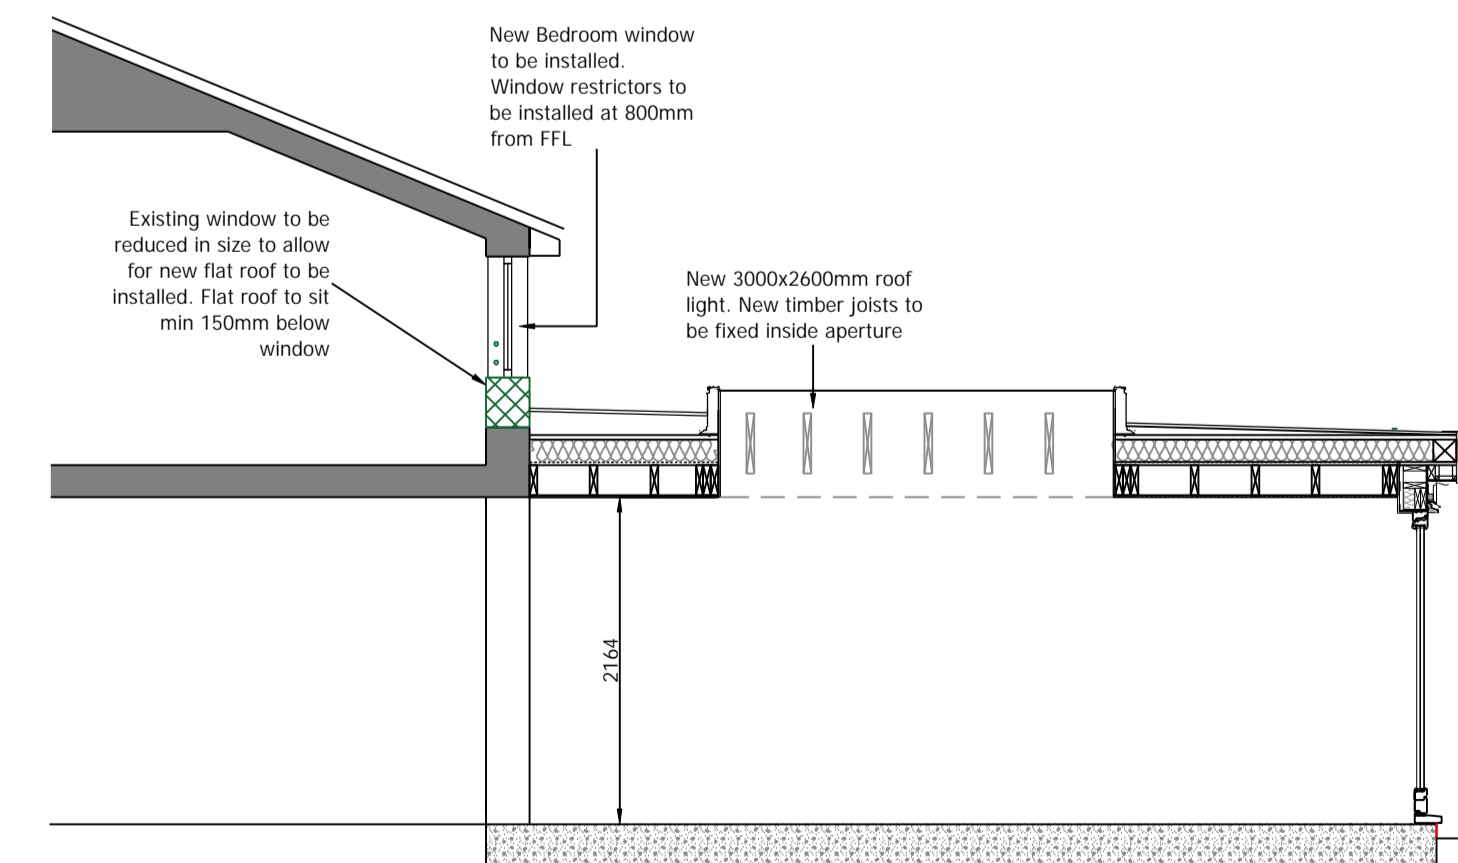 New Bedroom window
to be installed.
Window restrictors to
be installed at 800mm
from FFL
Existing window to be
reduced in size to allow
for new flat roof to be
installed. Flat roof to sit
min 150mm below
window
New 3000x2600mm roof
light. New timber joists to
be fixed inside aperture
2164